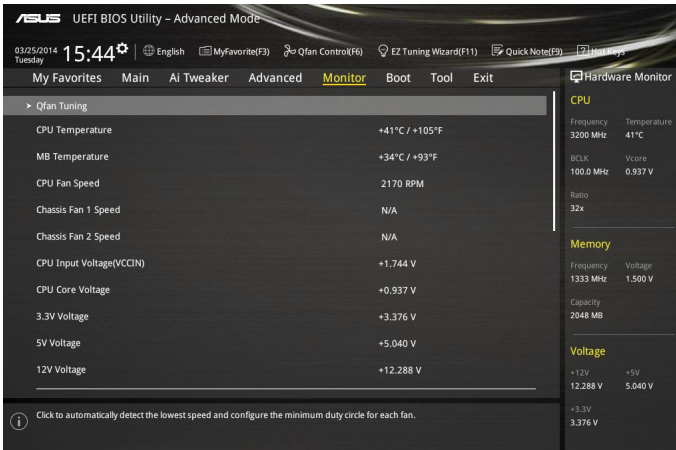 ASUS UEFI BIOS Utility – Advanced Mode
03/25/2014
Tuesday
15:44
English
MyFavorite(F3)
Qfan Control(F6)
EZ Tuning Wizard(F11)
Quick Note(F9)
? Hot Keys
My Favorites Main Ai Tweaker Advanced Monitor Boot Tool Exit
> Qfan Tuning
CPU Temperature +41°C / +105°F
MB Temperature +34°C / +93°F
CPU Fan Speed 2170 RPM
Chassis Fan 1 Speed N/A
Chassis Fan 2 Speed N/A
CPU Input Voltage(VCCIN) +1.744 V
CPU Core Voltage +0.937 V
3.3V Voltage +3.376 V
5V Voltage +5.040 V
12V Voltage +12.288 V
i Click to automatically detect the lowest speed and configure the minimum duty circle for each fan.
Hardware Monitor
CPU
Frequency Temperature
3200 MHz 41°C
BCLK Vcore
100.0 MHz 0.937 V
Ratio
32x
Memory
Frequency Voltage
1333 MHz 1.500 V
Capacity
2048 MB
Voltage
+12V +5V
12.288 V 5.040 V
+3.3V
3.376 V